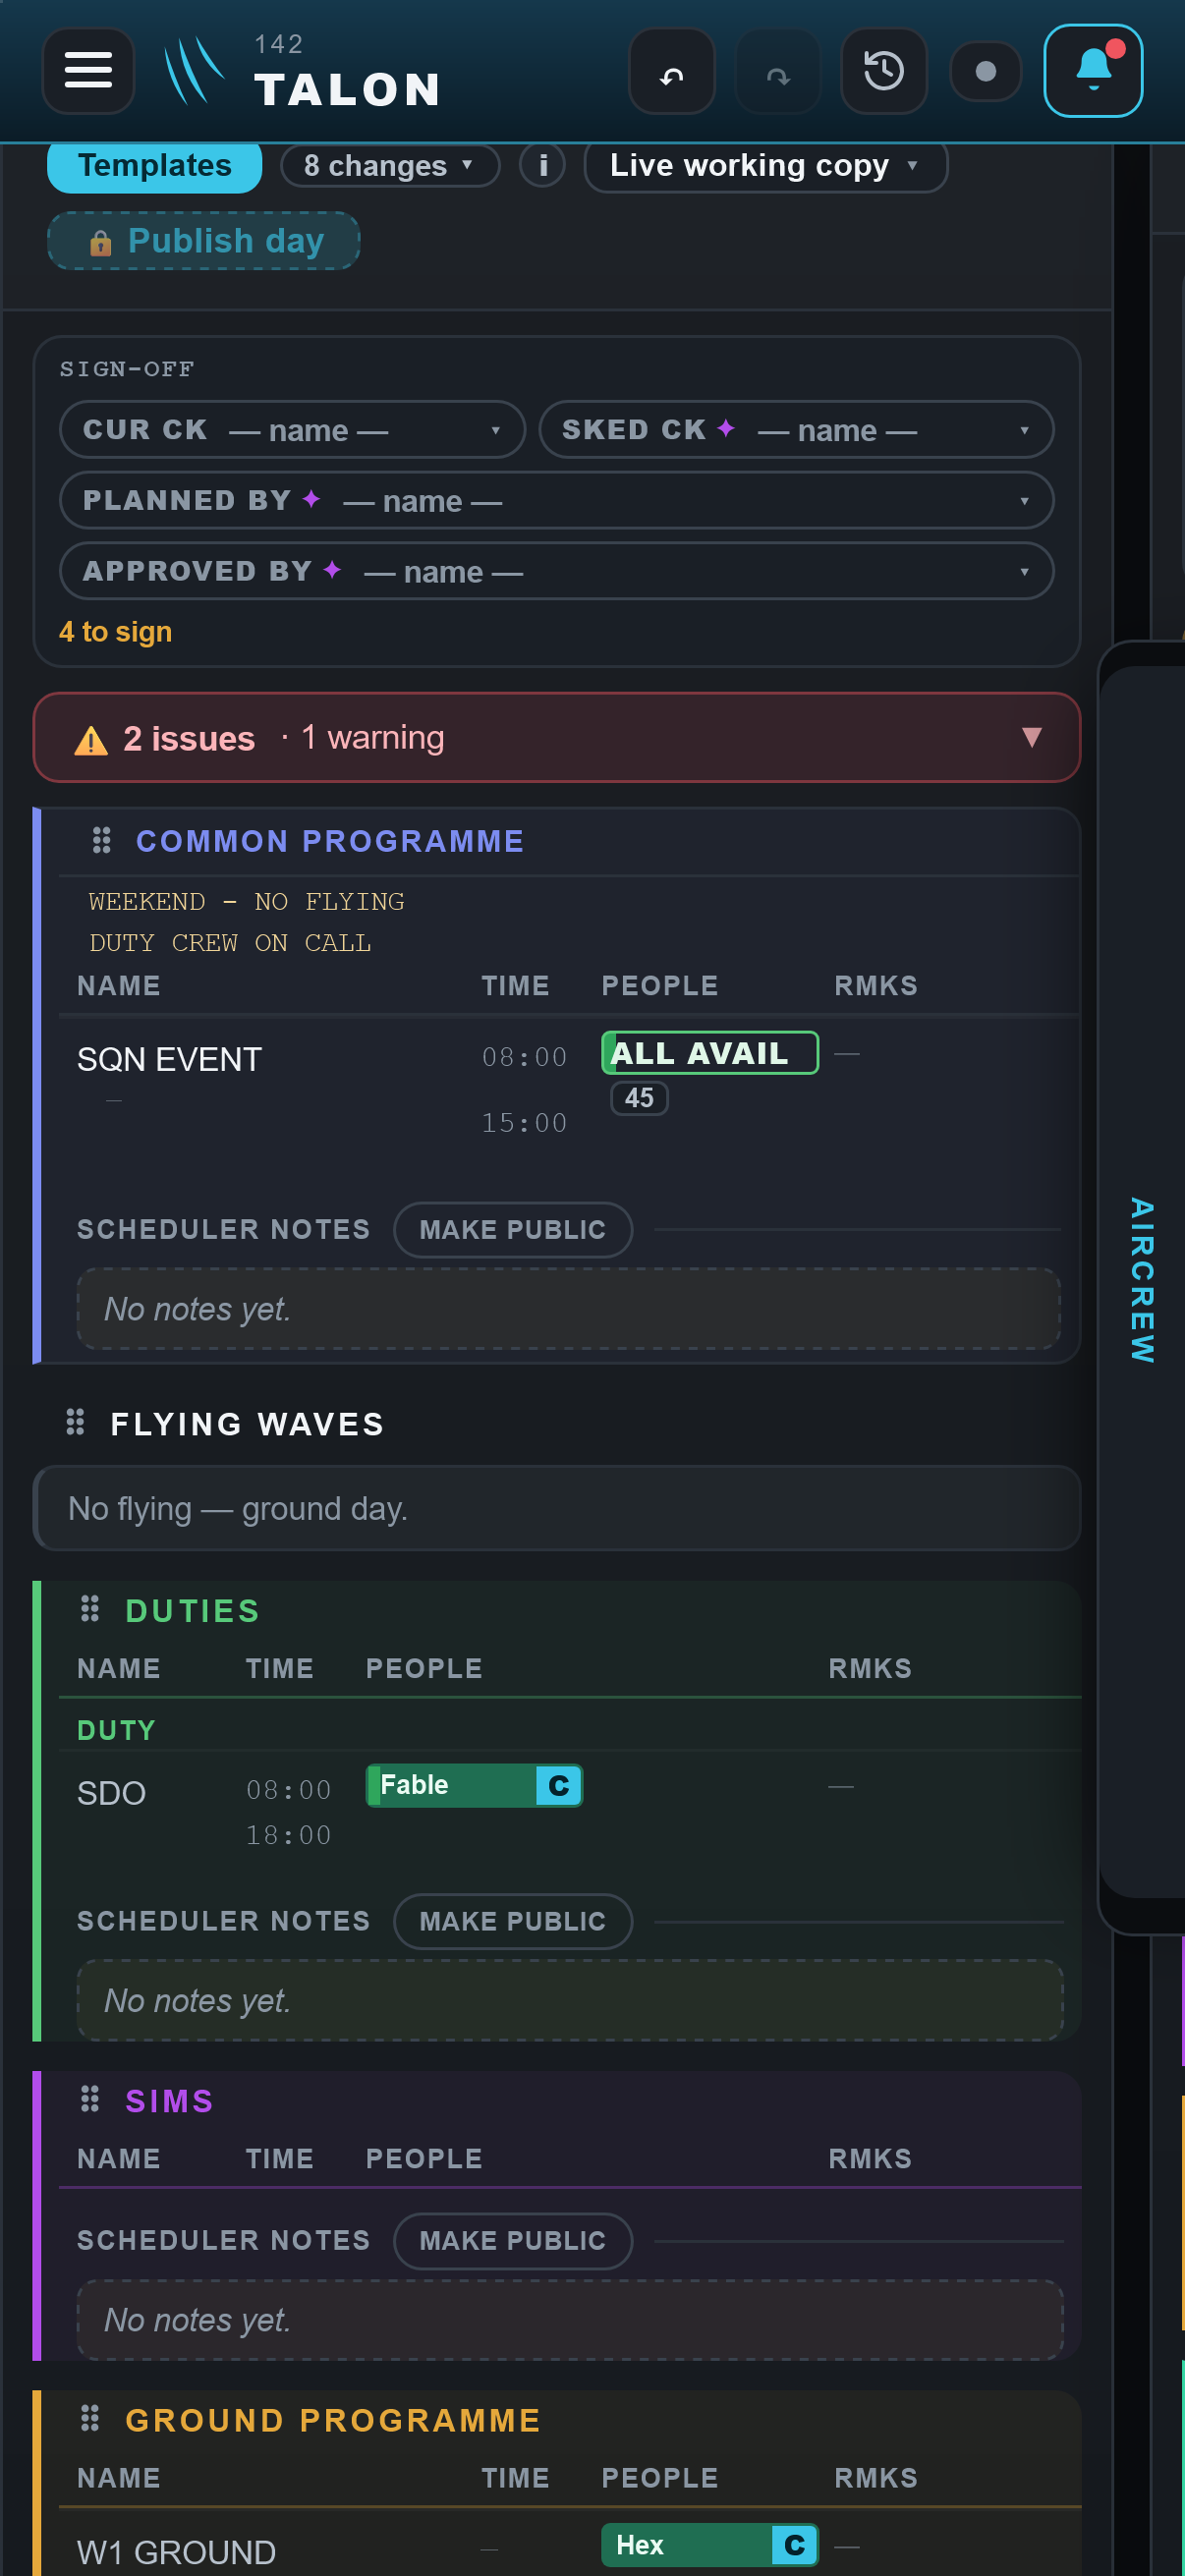 142
TALON
Templates
8 changes ▾
i
Live working copy ▾
🔒 Publish day
SIGN-OFF
CUR CK — name — ▾
SKED CK ✦ — name — ▾
PLANNED BY ✦ — name — ▾
APPROVED BY ✦ — name — ▾
4 to sign
⚠️ 2 issues · 1 warning ▼
COMMON PROGRAMME
WEEKEND – NO FLYING
DUTY CREW ON CALL
NAME TIME PEOPLE RMKS
SQN EVENT 08:00 ALL AVAIL —
— 45
15:00
SCHEDULER NOTES MAKE PUBLIC
No notes yet.
AIRCREW
FLYING WAVES
No flying — ground day.
DUTIES
NAME TIME PEOPLE RMKS
DUTY
SDO 08:00 Fable C —
18:00
SCHEDULER NOTES MAKE PUBLIC
No notes yet.
SIMS
NAME TIME PEOPLE RMKS
SCHEDULER NOTES MAKE PUBLIC
No notes yet.
GROUND PROGRAMME
NAME TIME PEOPLE RMKS
W1 GROUND — Hex C —